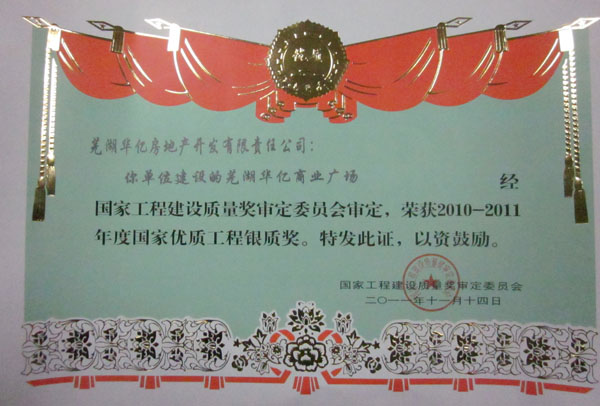 芜湖华亿房地产开发有限责任公司：
你单位建设的芜湖华亿商业广场 经
国家工程建设质量奖审定委员会审定，荣获2010-2011
年度国家优质工程银质奖。特发此证，以资鼓励。
国家工程建设质量奖审定委员会
二〇一一年十一月十四日